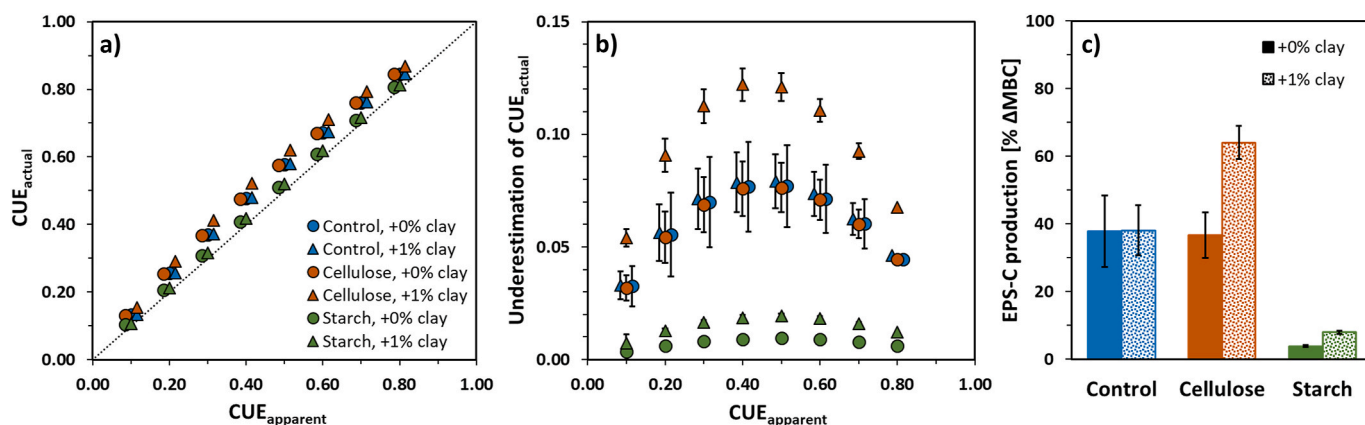 a)
1.00
0.80
0.60
0.40
0.20
0.00
CUEactual
Control, +0% clay
Control, +1% clay
Cellulose, +0% clay
Cellulose, +1% clay
Starch, +0% clay
Starch, +1% clay
0.00 0.20 0.40 0.60 0.80 1.00
CUEapparent
b)
0.15
0.10
0.05
0.00
Underestimation of CUEactual
0.00 0.20 0.40 0.60 0.80 1.00
CUEapparent
c)
100
80
60
40
20
0
EPS-C production [% ΔMBC]
+0% clay
+1% clay
Control Cellulose Starch